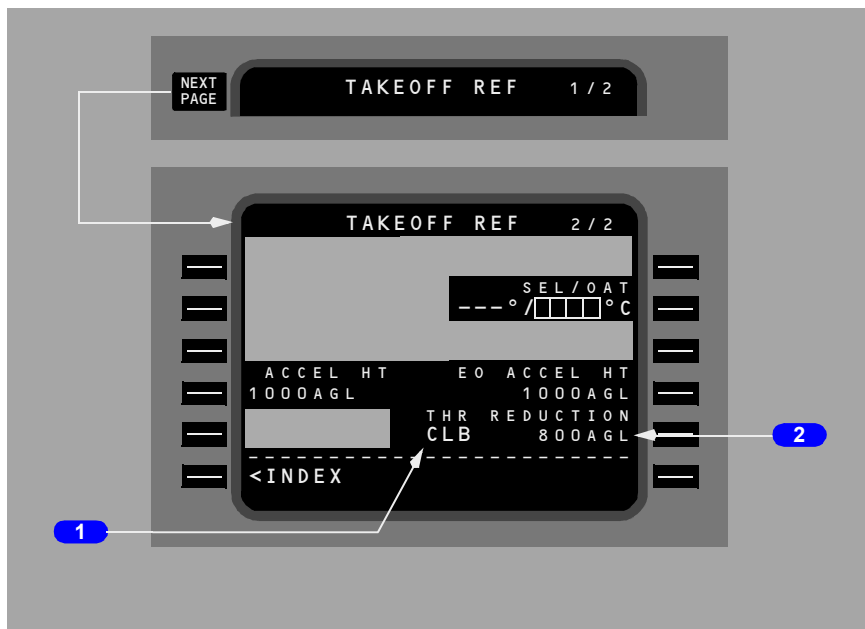 NEXT
PAGE
TAKEOFF REF 1/2
TAKEOFF REF 2/2
SEL/OAT
---°/□□□□°C
ACCEL HT EO ACCEL HT
1000AGL 1000AGL
THR REDUCTION
CLB 800AGL
2
------------------------
<INDEX
1